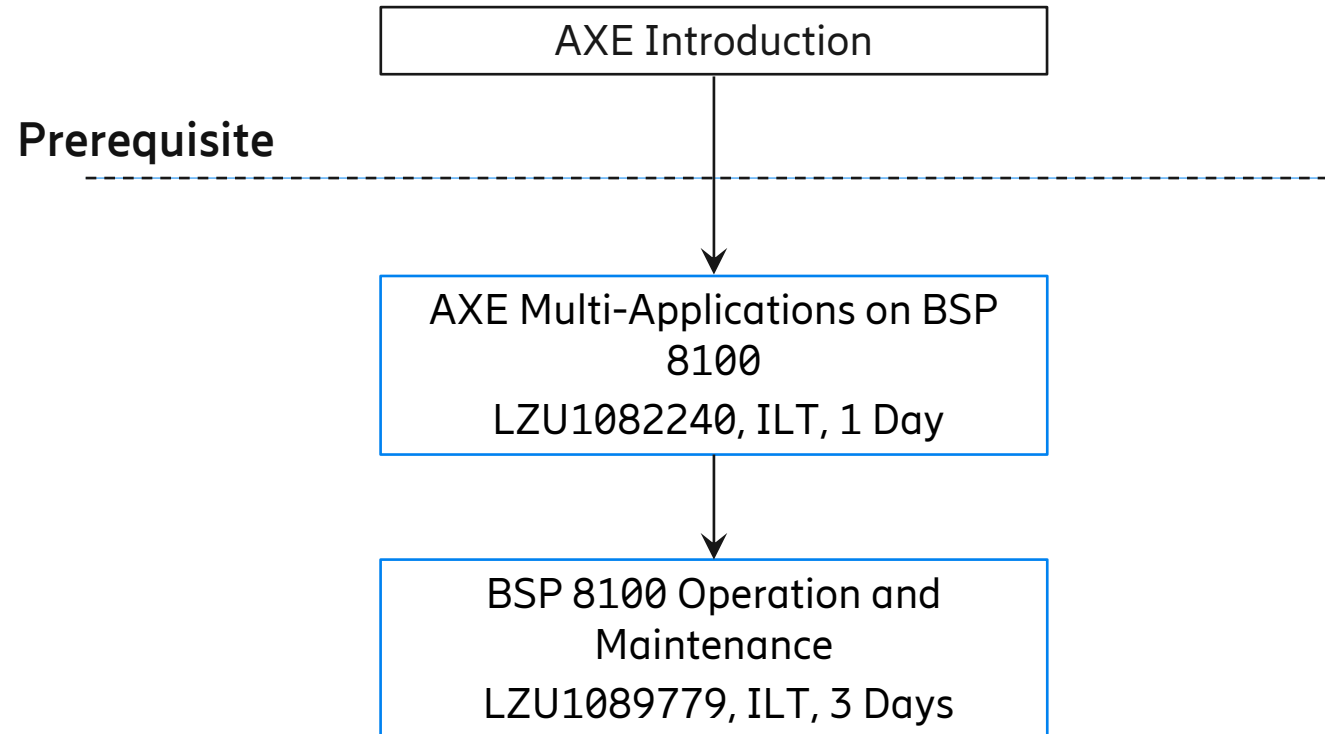 AXE Introduction
Prerequisite
AXE Multi-Applications on BSP
8100
LZU1082240, ILT, 1 Day
BSP 8100 Operation and
Maintenance
LZU1089779, ILT, 3 Days